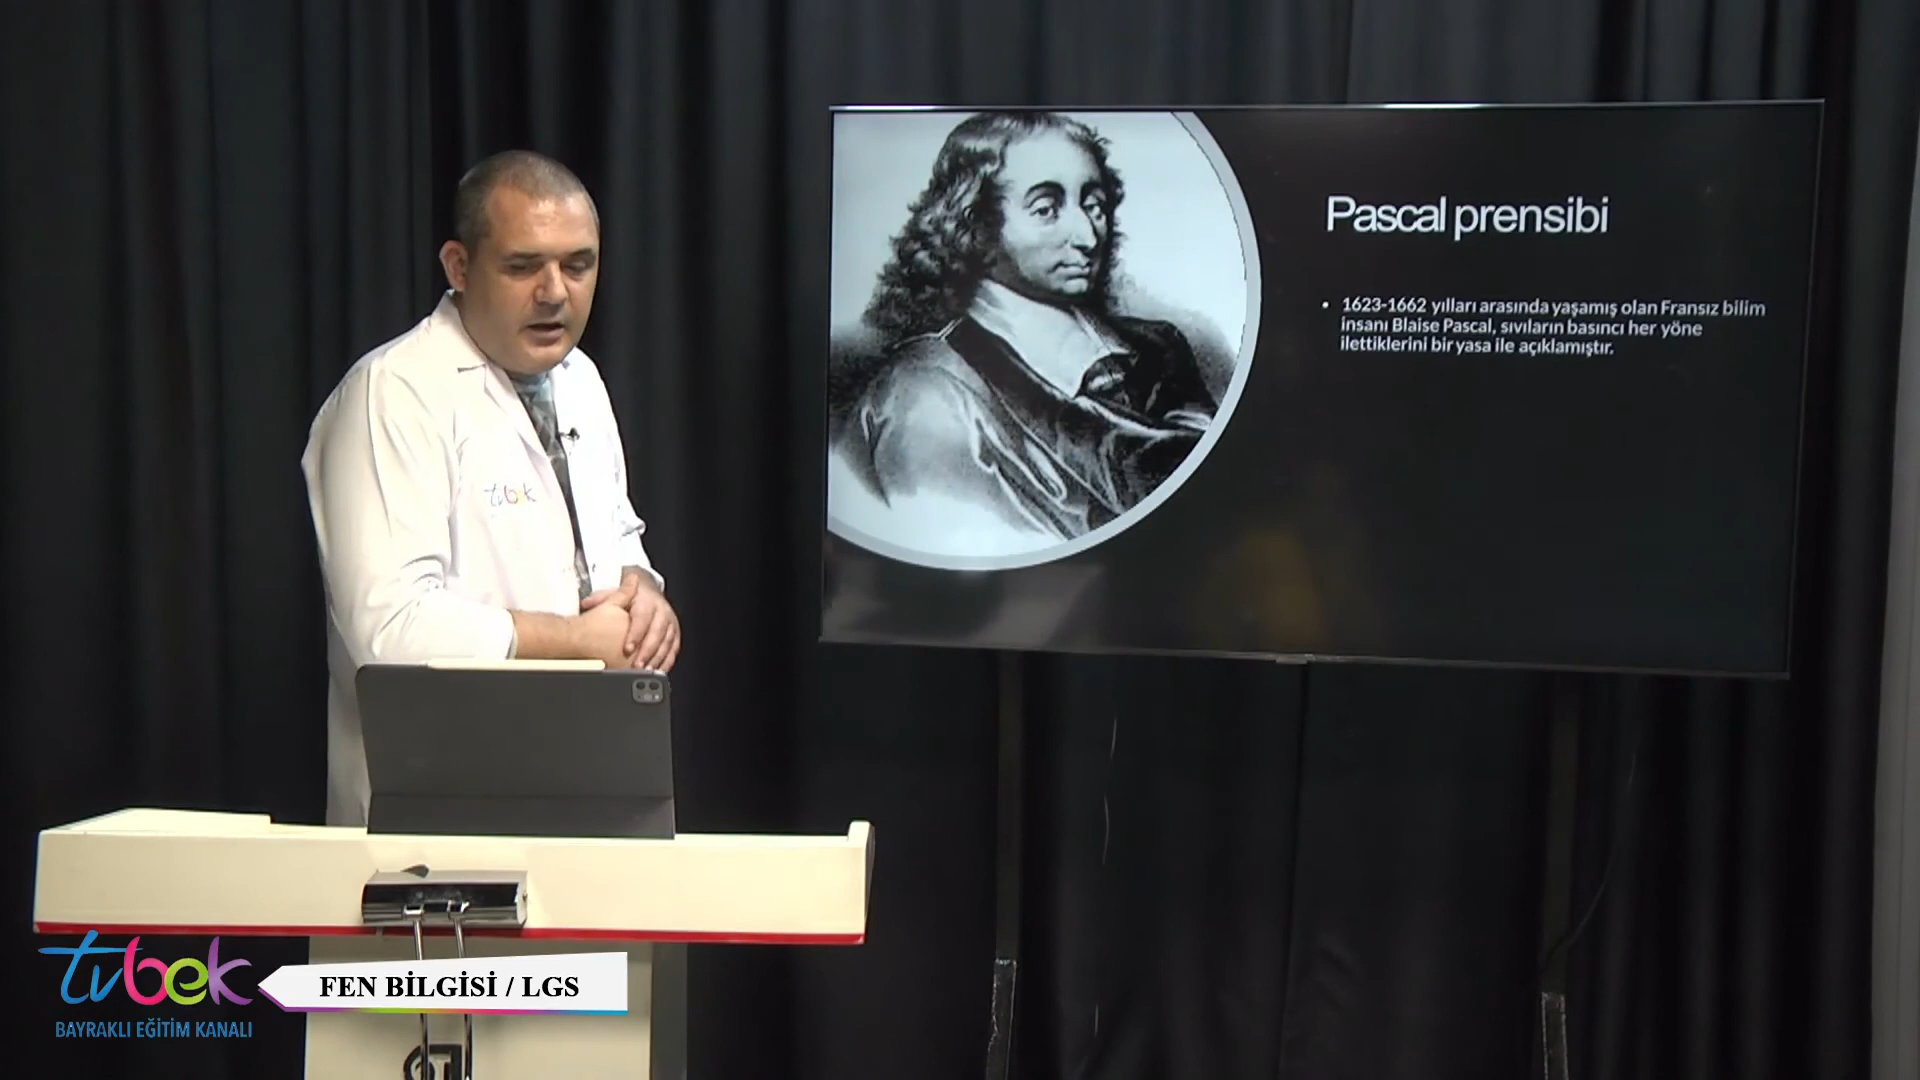 Pascal prensibi
• 1623-1662 yılları arasında yaşamış olan Fransız bilim
insanı Blaise Pascal, sıvıların basıncı her yöne
ilettiklerini bir yasa ile açıklamıştır.
tvbek
tvbek
FEN BİLGİSİ / LGS
BAYRAKLI EĞİTİM KANALI